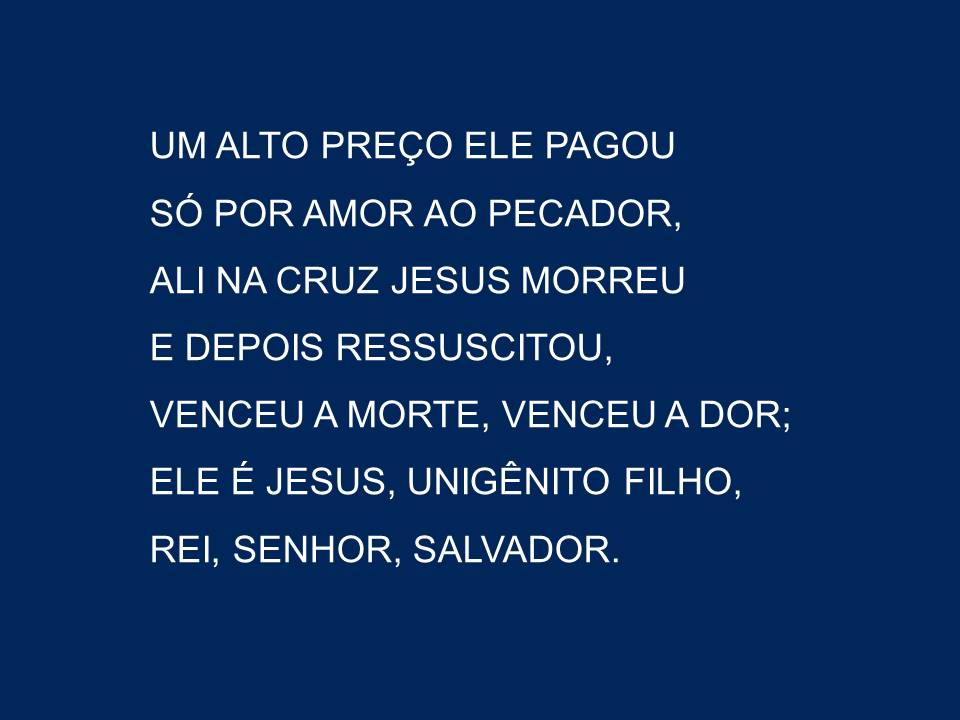 UM ALTO PREÇO ELE PAGOU
SÓ POR AMOR AO PECADOR,
ALI NA CRUZ JESUS MORREU
E DEPOIS RESSUSCITOU,
VENCEU A MORTE, VENCEU A DOR;
ELE É JESUS, UNIGÊNITO FILHO,
REI, SENHOR, SALVADOR.